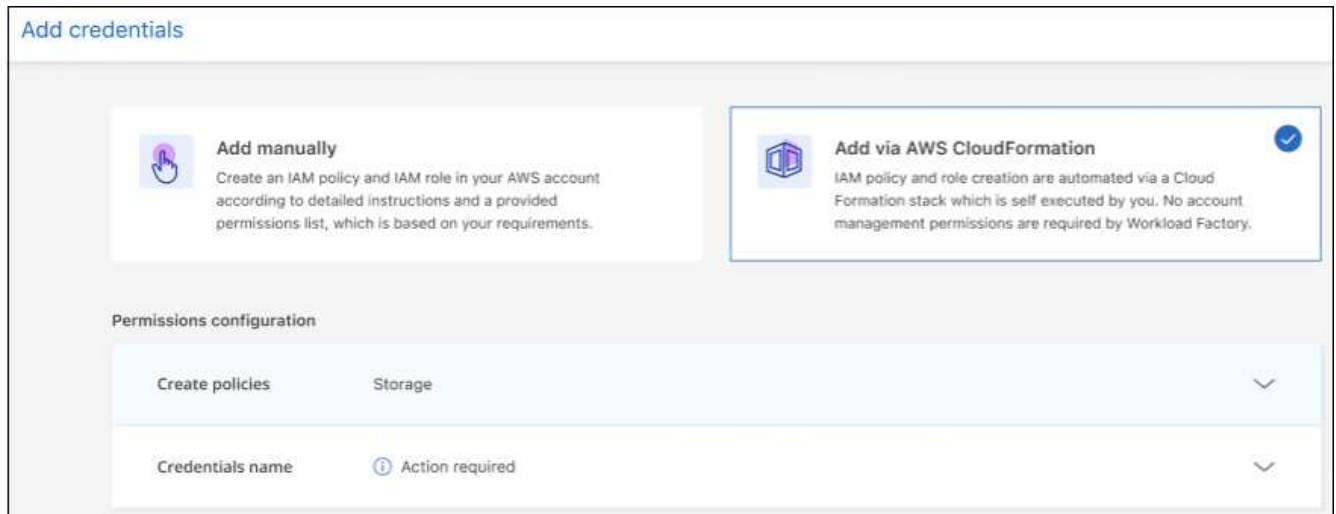 Add credentials
Add manually
Create an IAM policy and IAM role in your AWS account
according to detailed instructions and a provided
permissions list, which is based on your requirements.
Add via AWS CloudFormation
IAM policy and role creation are automated via a Cloud
Formation stack which is self executed by you. No account
management permissions are required by Workload Factory.
Permissions configuration
Create policies Storage
Credentials name Action required